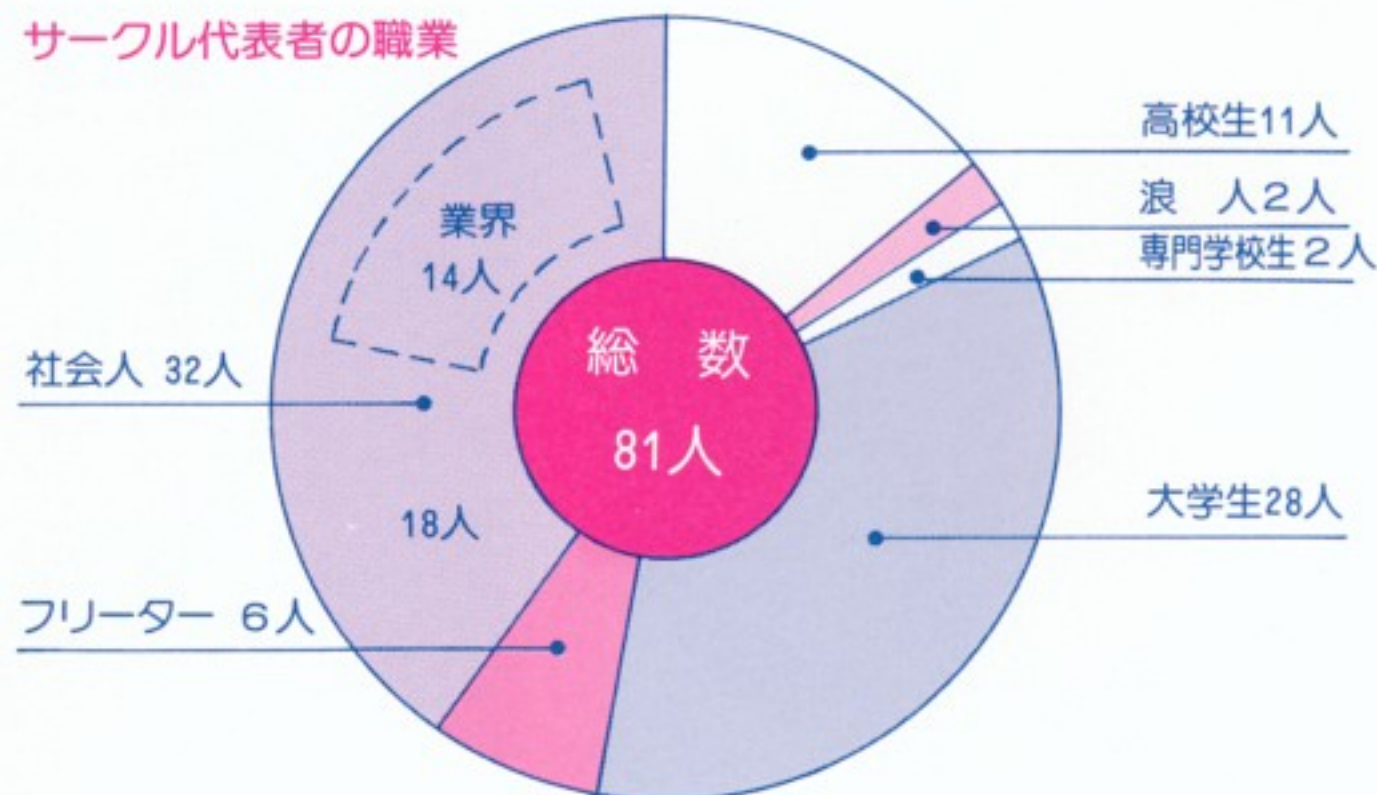 サークル代表者の職業
高校生11人
浪　人2人
専門学校生2人
業界
14人
総　数
81人
社会人 32人
大学生28人
18人
フリーター 6人